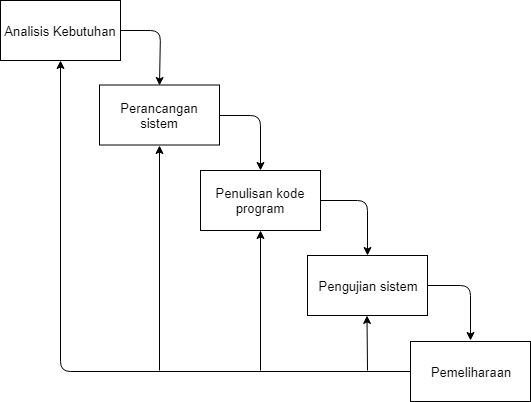 Analisis Kebutuhan
Perancangan
sistem
Penulisan kode
program
Pengujian sistem
Pemeliharaan